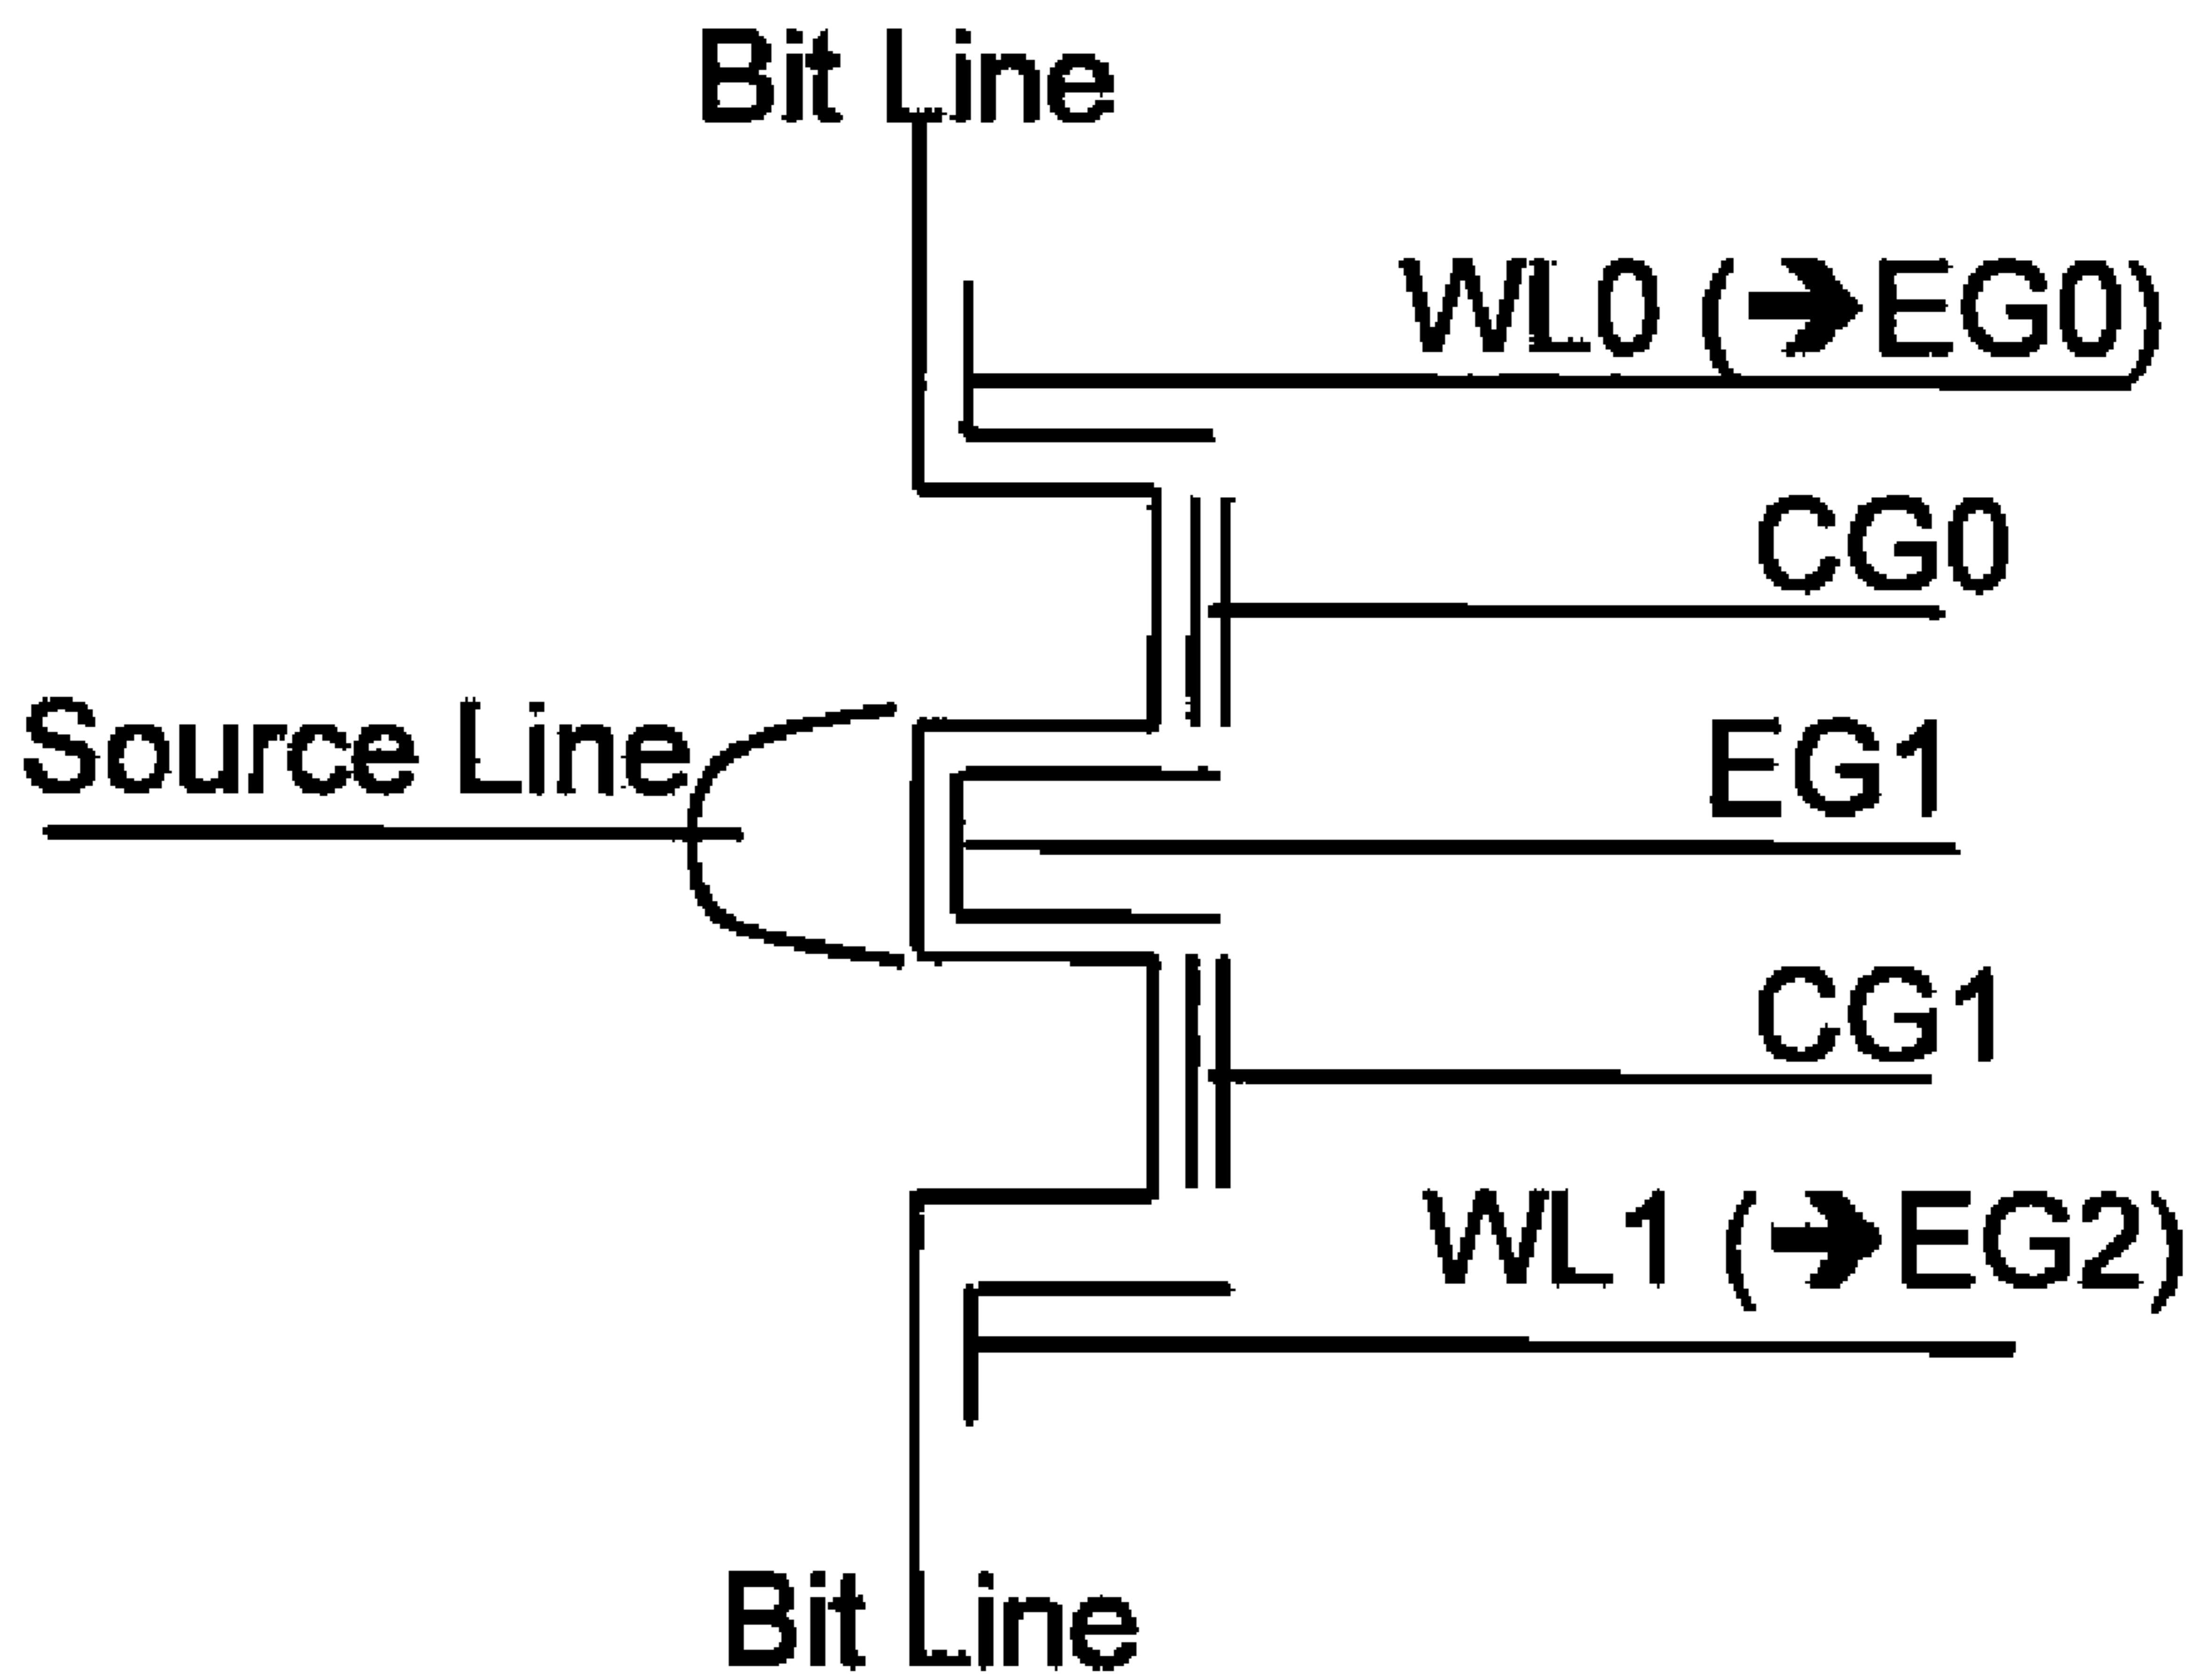 Bit Line
WL0 (➔EG0)
CG0
Source Line
EG1
CG1
WL1 (➔EG2)
Bit Line